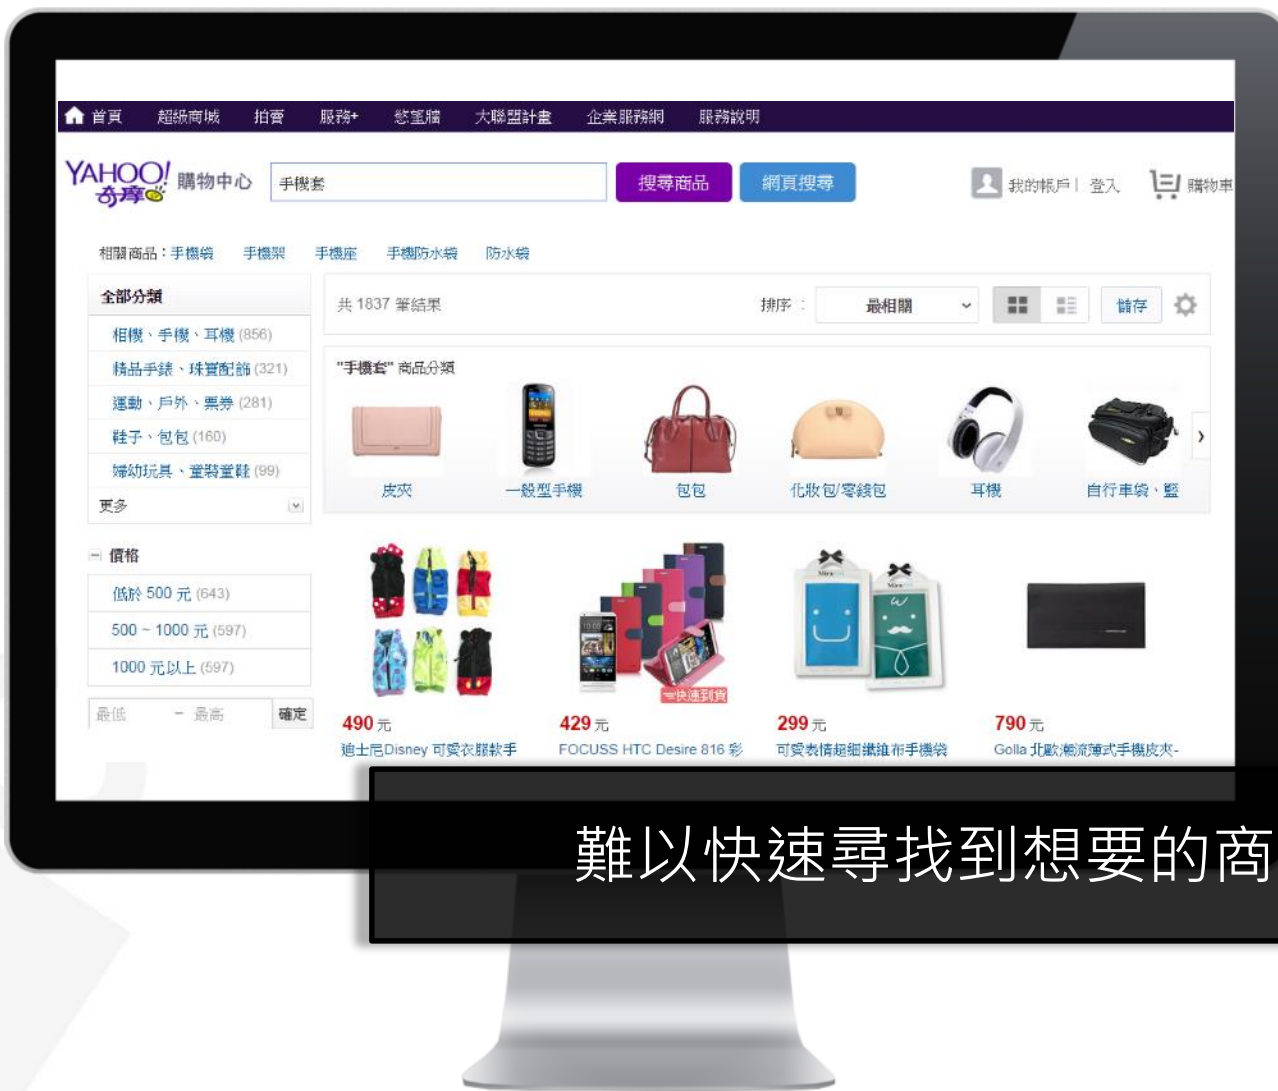 首頁 超級商城 拍賣 服務+ 慾望牆 大聯盟計畫 企業服務網 服務說明
YAHOO! 奇摩 購物中心 手機套 搜尋商品 網頁搜尋 我的帳戶 | 登入 購物車
相關商品：手機袋 手機架 手機座 手機防水袋 防水袋
全部分類
相機、手機、耳機 (856)
精品手錶、珠寶配飾 (321)
運動、戶外、票券 (281)
鞋子、包包 (160)
婦幼玩具、童裝童鞋 (99)
更多
價格
低於 500 元 (643)
500 ~ 1000 元 (597)
1000 元以上 (597)
最低 - 最高 確定
共 1837 筆結果 排序： 最相關 儲存
"手機套" 商品分類
皮夾 一般型手機 包包 化妝包/零錢包 耳機 自行車袋、籃
快速到貨
490 元 429 元 299 元 790 元
迪士尼Disney 可愛衣服款手 FOCUSS HTC Desire 816 彩 可愛表情超細纖維布手機袋 Golla 北歐潮流薄式手機皮夾-
難以快速尋找到想要的商